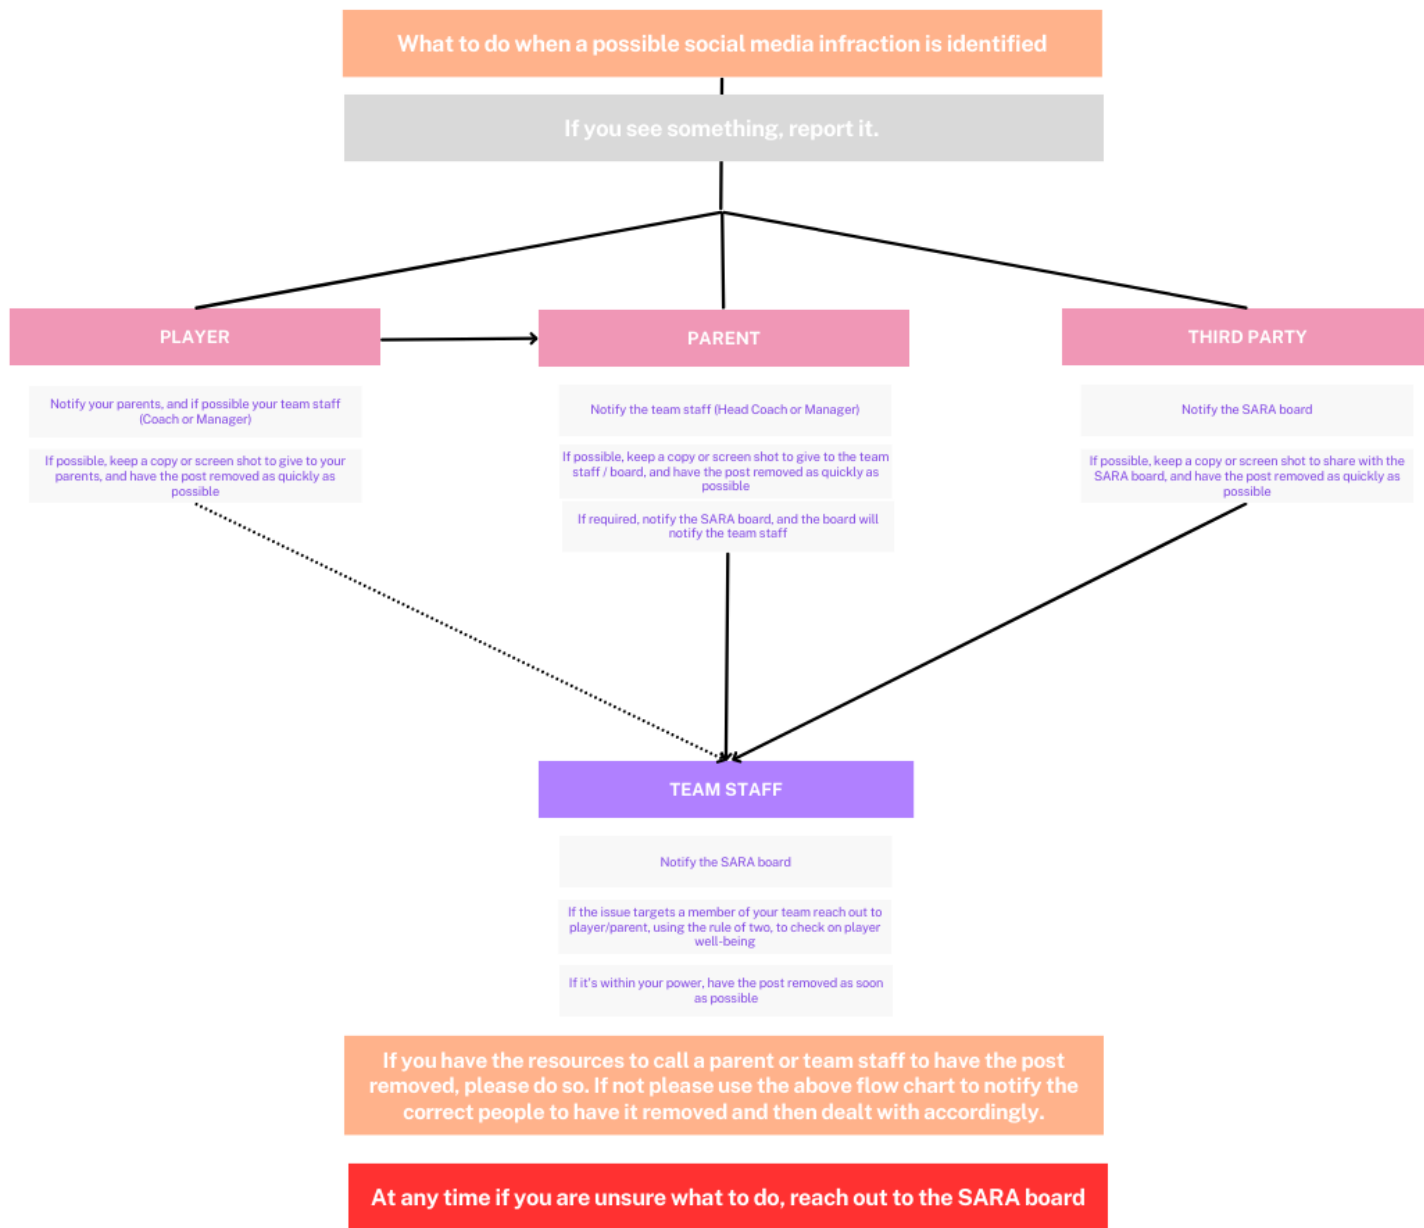 What to do when a possible social media infraction is identified
If you see something, report it.
PLAYER
Notify your parents, and if possible your team staff
(Coach or Manager)
If possible, keep a copy or screen shot to give to your
parents, and have the post removed as quickly as
possible
PARENT
Notify the team staff (Head Coach or Manager)
If possible, keep a copy or screen shot to give to the team
staff / board, and have the post removed as quickly as
possible
If required, notify the SARA board, and the board will
notify the team staff
THIRD PARTY
Notify the SARA board
If possible, keep a copy or screen shot to share with the
SARA board, and have the post removed as quickly as
possible
TEAM STAFF
Notify the SARA board
If the issue targets a member of your team reach out to
player/parent, using the rule of two, to check on player
well-being
If it's within your power, have the post removed as soon
as possible
If you have the resources to call a parent or team staff to have the post
removed, please do so. If not please use the above flow chart to notify the
correct people to have it removed and then dealt with accordingly.
At any time if you are unsure what to do, reach out to the SARA board